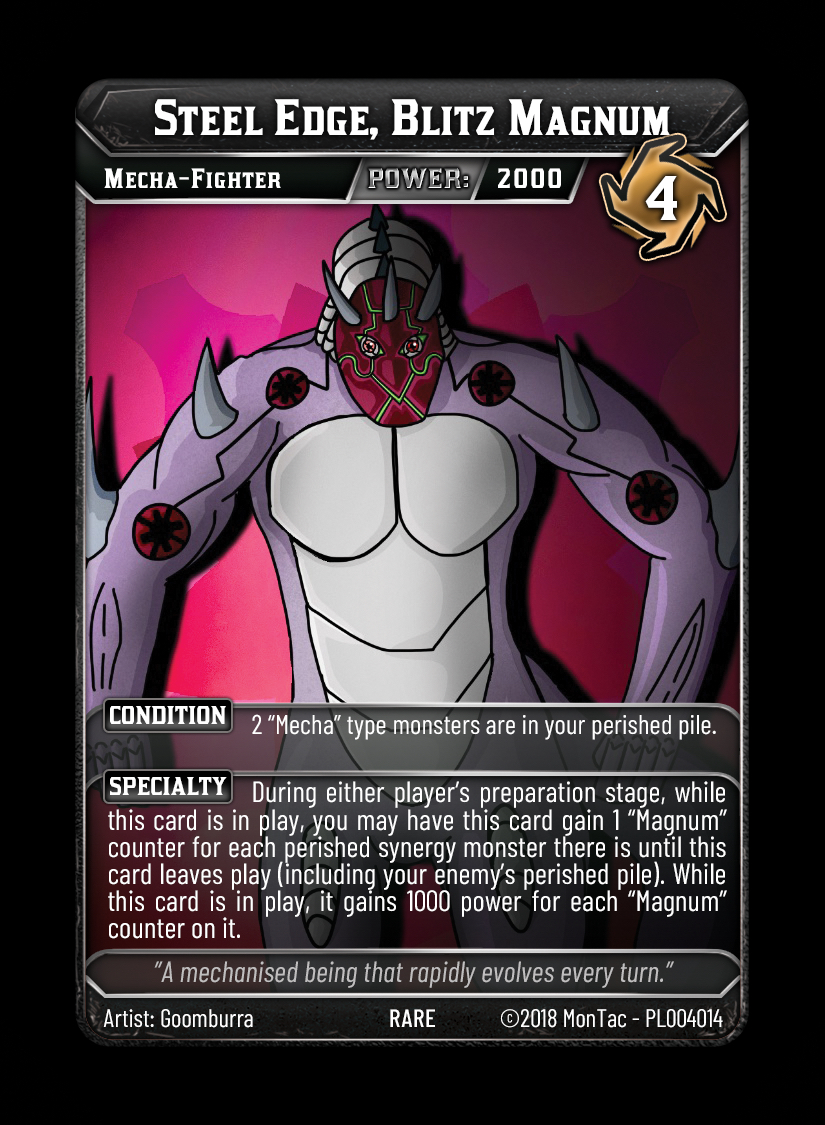 Steel Edge, Blitz Magnum
Mecha-Fighter POWER: 2000
4
CONDITION 2 “Mecha” type monsters are in your perished pile.
SPECIALTY During either player’s preparation stage, while
this card is in play, you may have this card gain 1 “Magnum”
counter for each perished synergy monster there is until this
card leaves play (including your enemy’s perished pile). While
this card is in play, it gains 1000 power for each “Magnum”
counter on it.
“A mechanised being that rapidly evolves every turn.”
Artist: Goomburra RARE ©2018 MonTac - PL004014